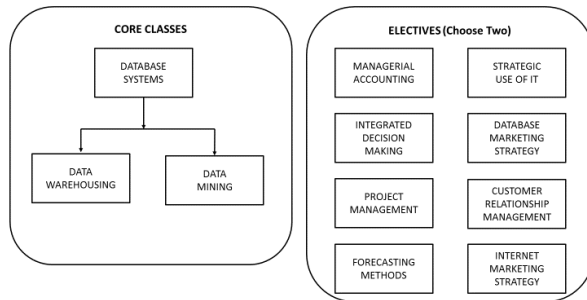 CORE CLASSES
DATABASE
SYSTEMS
DATA
WAREHOUSING
DATA
MINING
ELECTIVES (Choose Two)
MANAGERIAL
ACCOUNTING
STRATEGIC
USE OF IT
INTEGRATED
DECISION
MAKING
DATABASE
MARKETING
STRATEGY
PROJECT
MANAGEMENT
CUSTOMER
RELATIONSHIP
MANAGEMENT
FORECASTING
METHODS
INTERNET
MARKETING
STRATEGY